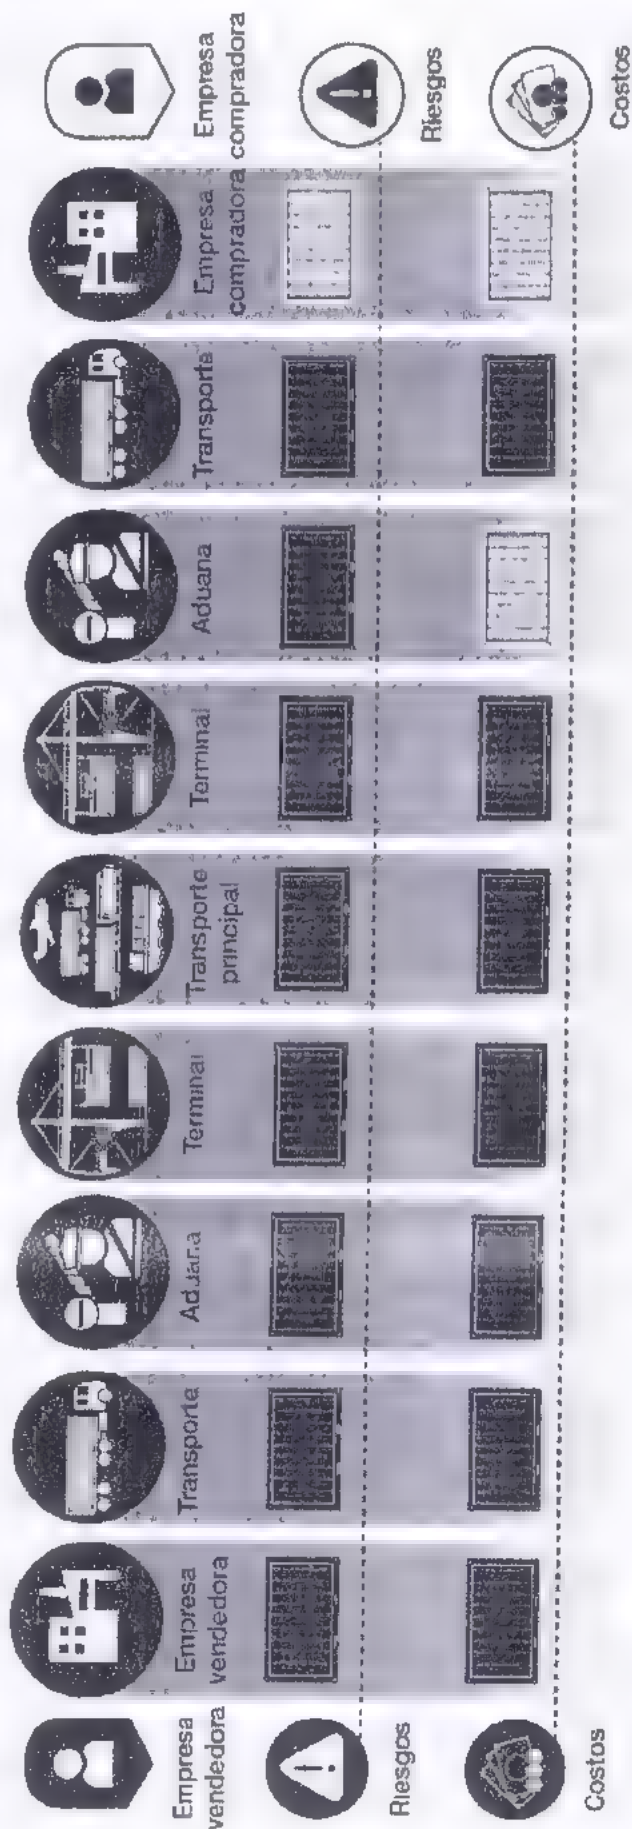 Empresa
vendedora
Empresa
vendedora
Transporte
Aduana
Terminal
Transporte
principal
Terminal
Aduana
Transporte
Empresa
compradora
Empresa
compradora
Riesgos
Riesgos
Costos
Costos